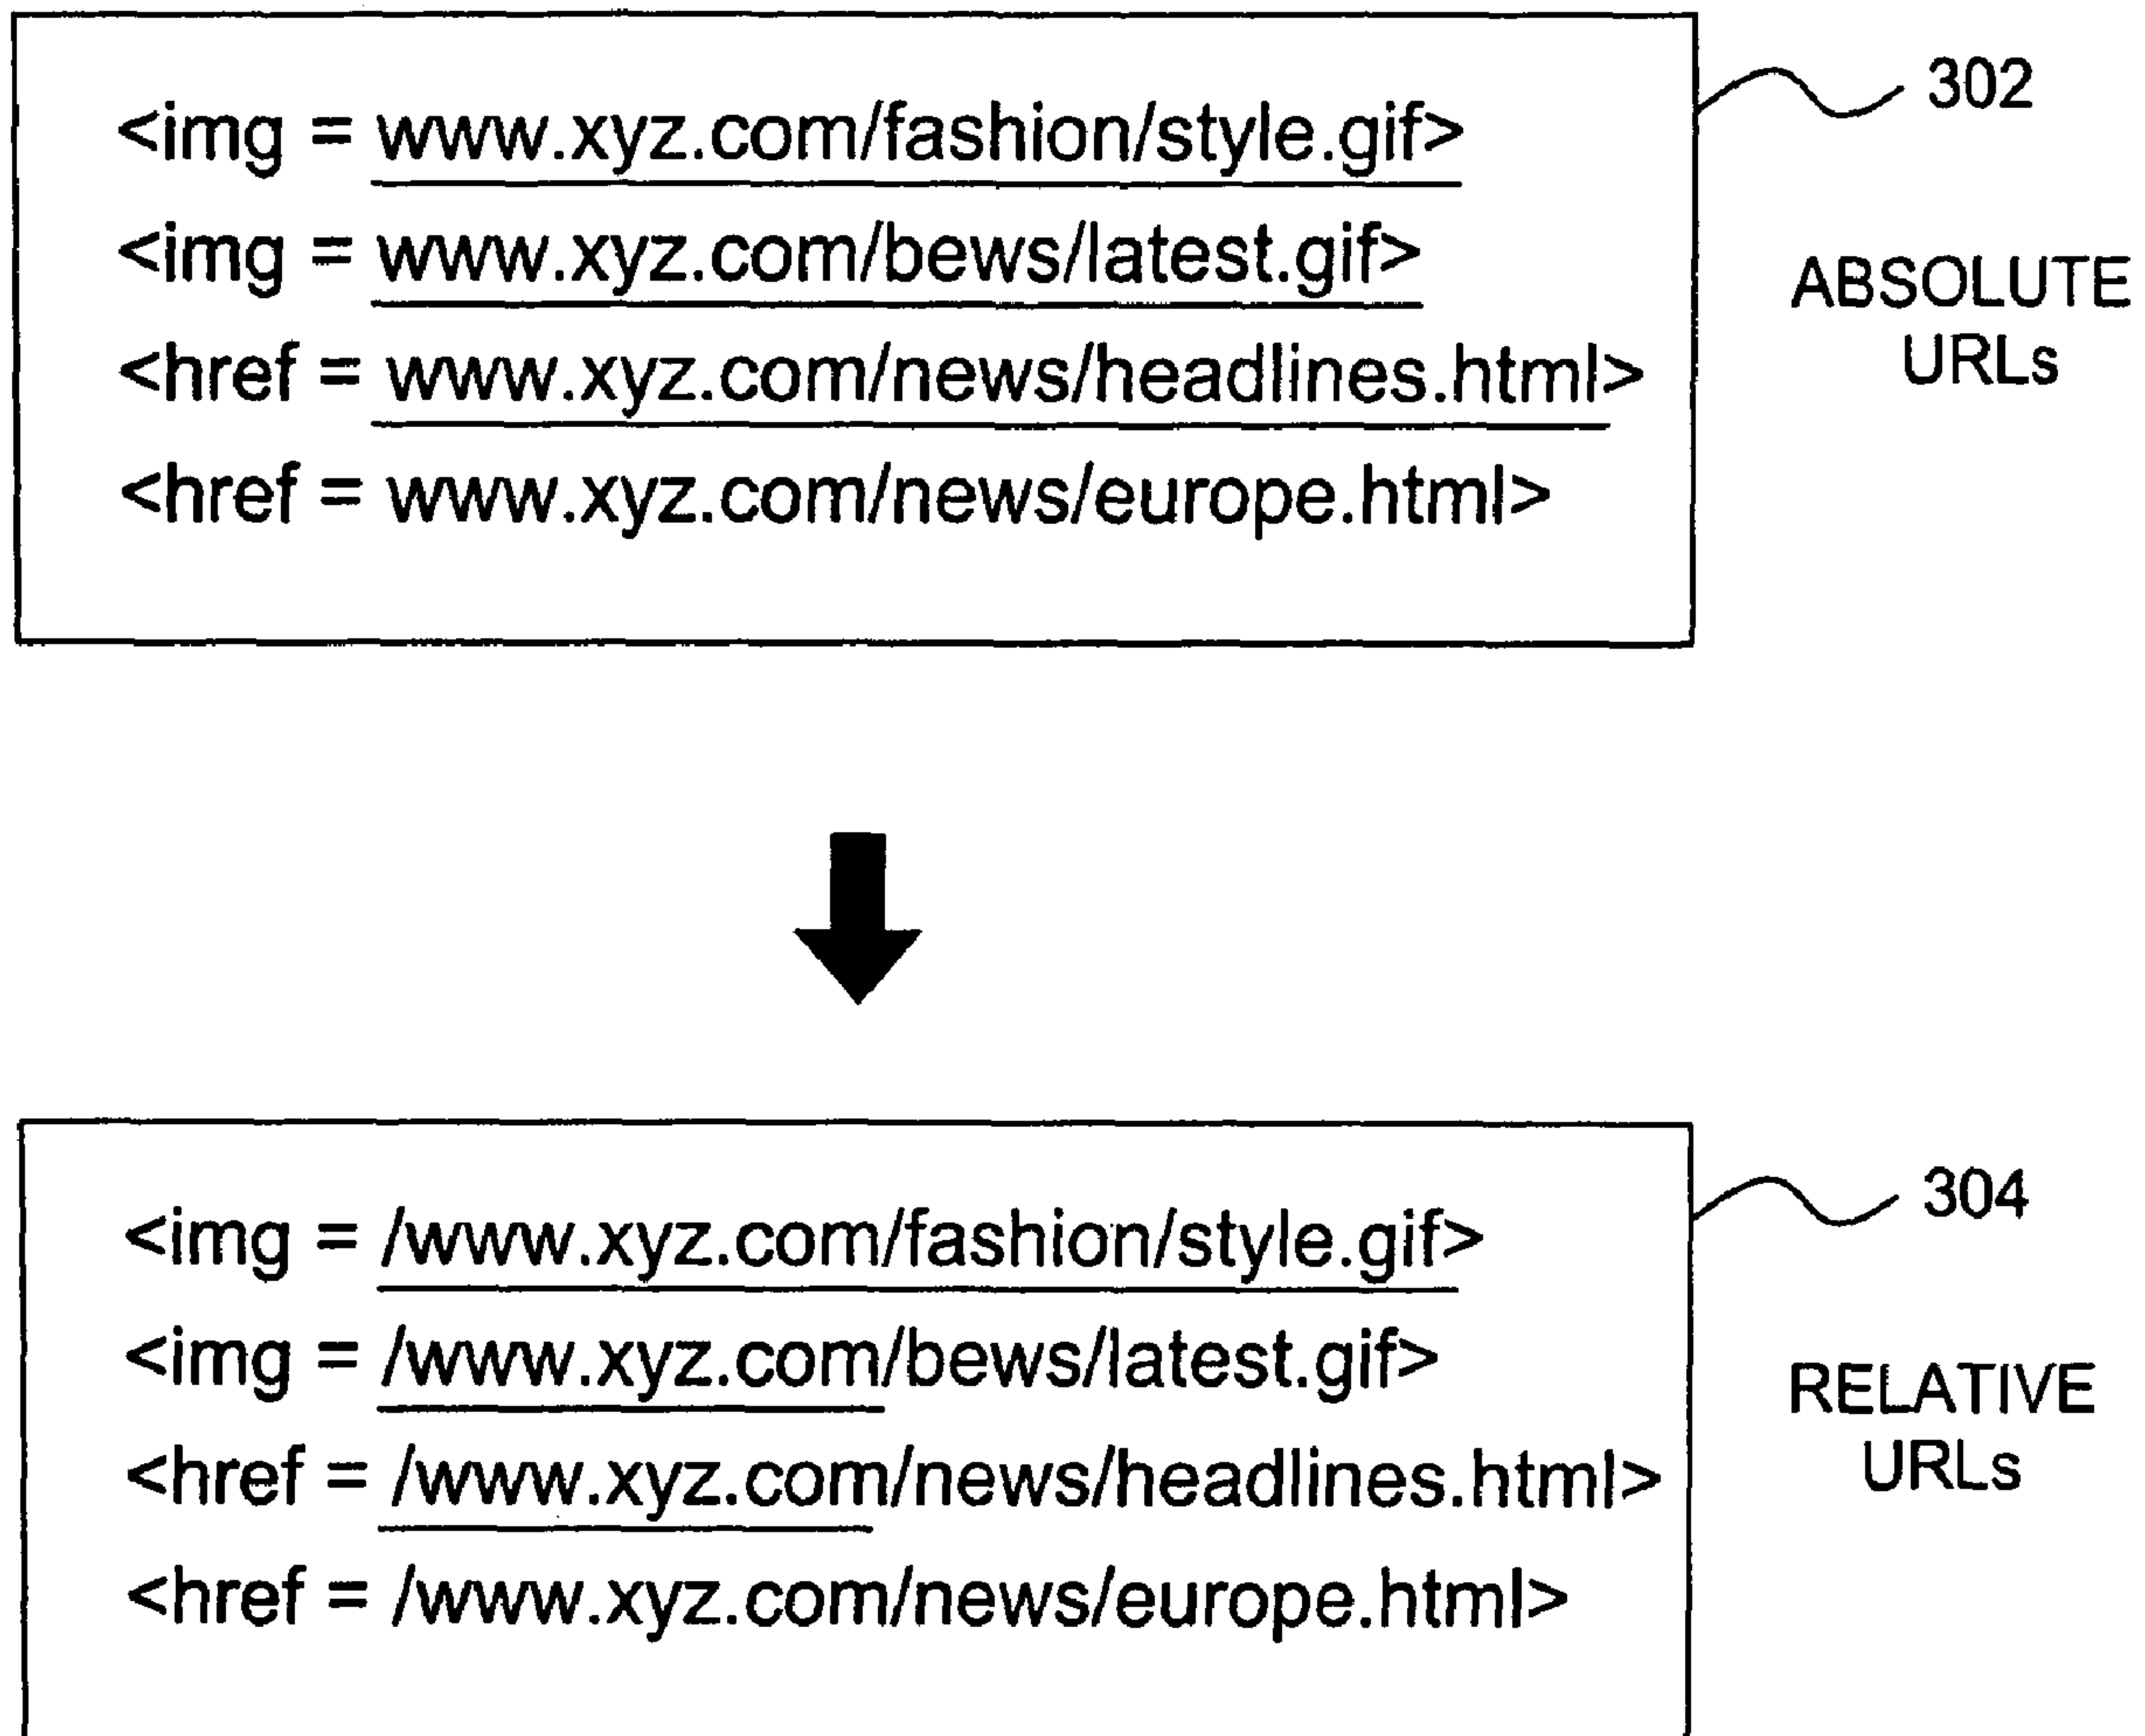 <img = www.xyz.com/fashion/style.gif>
<img = www.xyz.com/bews/latest.gif>
<href = www.xyz.com/news/headlines.html>
<href = www.xyz.com/news/europe.html>
302
ABSOLUTE
URLs
<img = /www.xyz.com/fashion/style.gif>
<img = /www.xyz.com/bews/latest.gif>
<href = /www.xyz.com/news/headlines.html>
<href = /www.xyz.com/news/europe.html>
304
RELATIVE
URLs